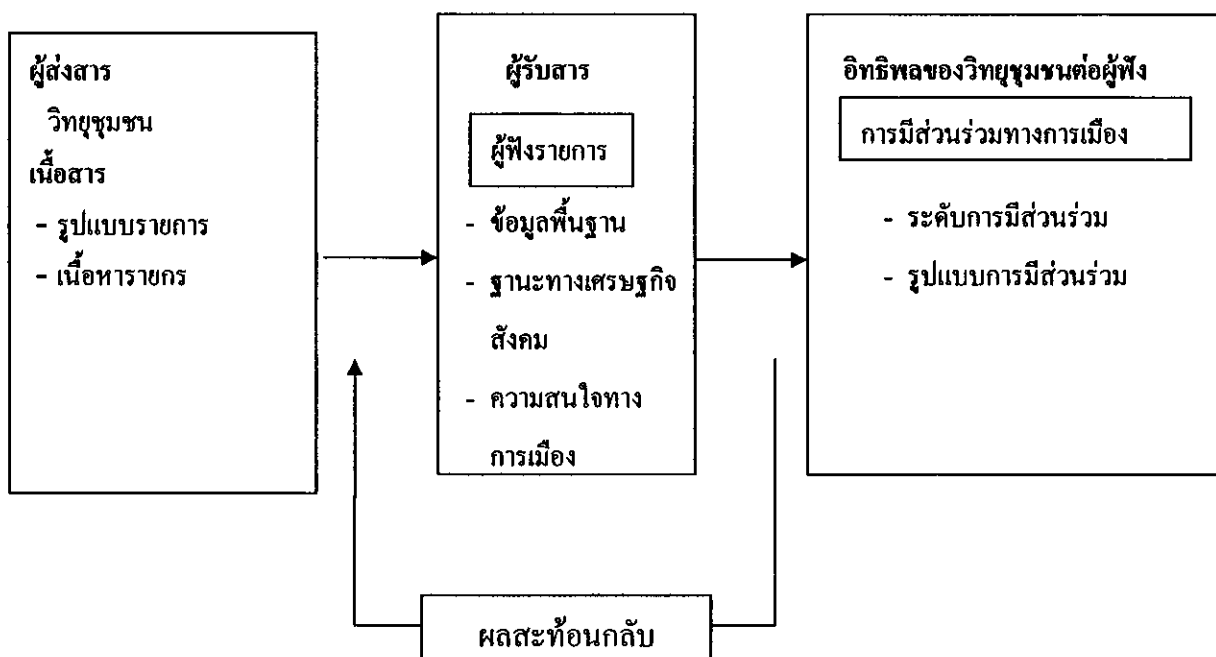 ผู้ส่งสาร
วิทยุชุมชน
เนื้อสาร
- รูปแบบรายการ
- เนื้อหารายกร
ผู้รับสาร
ผู้ฟังรายการ
- ข้อมูลพื้นฐาน
- ฐานะทางเศรษฐกิจ
สังคม
- ความสนใจทาง
การเมือง
อิทธิพลของวิทยุชุมชนต่อผู้ฟัง
การมีส่วนร่วมทางการเมือง
- ระดับการมีส่วนร่วม
- รูปแบบการมีส่วนร่วม
ผลสะท้อนกลับ